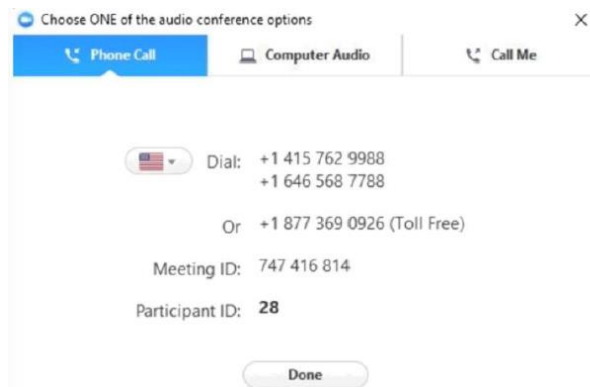 Choose ONE of the audio conference options
Phone Call
Computer Audio
Call Me
Dial: +1 415 762 9988
+1 646 568 7788
Or +1 877 369 0926 (Toll Free)
Meeting ID: 747 416 814
Participant ID: 28
Done